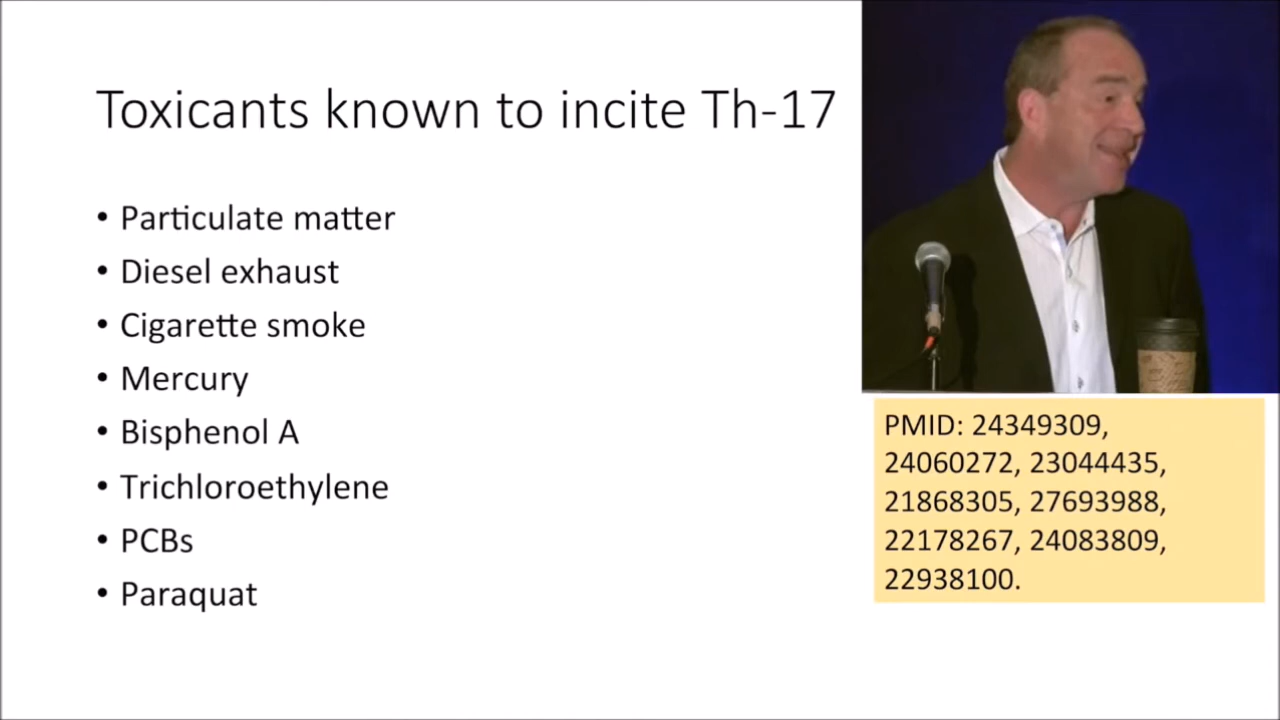 Toxicants known to incite Th-17
• Particulate matter
• Diesel exhaust
• Cigarette smoke
• Mercury
• Bisphenol A
• Trichloroethylene
• PCBs
• Paraquat
PMID: 24349309,
24060272, 23044435,
21868305, 27693988,
22178267, 24083809,
22938100.